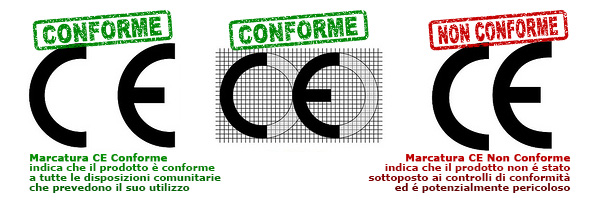 CONFORME
CE
Marcatura CE Conforme
indica che il prodotto è conforme
a tutte le disposizioni comunitarie
che prevedono il suo utilizzo
CONFORME
CE
NON CONFORME
CE
Marcatura CE Non Conforme
indica che il prodotto non é stato
sottoposto ai controlli di conformità
ed é potenzialmente pericoloso